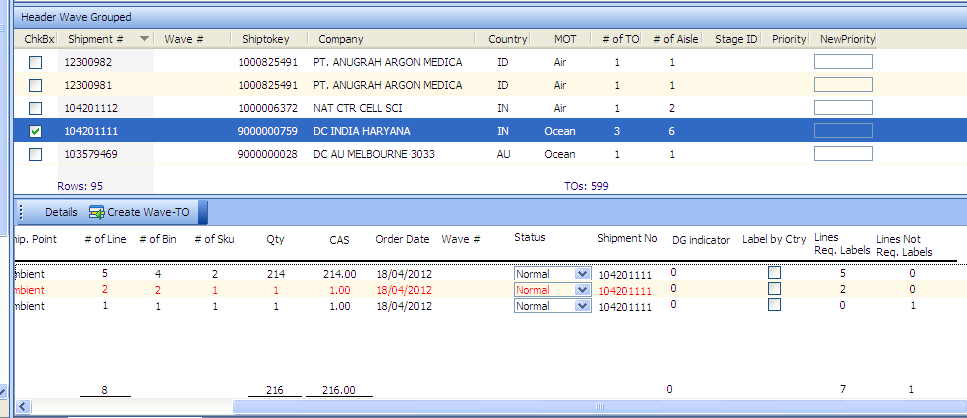 Header Wave Grouped
ChkBx Shipment # Wave # Shiptokey Company Country MOT # of TO # of Aisle Stage ID Priority NewPriority
12300982 1000825491 PT. ANUGRAH ARGON MEDICA ID Air 1 1
12300981 1000825491 PT. ANUGRAH ARGON MEDICA ID Air 1 1
104201112 1000006372 NAT CTR CELL SCI IN Air 1 2
104201111 9000000759 DC INDIA HARYANA IN Ocean 3 6
103579469 9000000028 DC AU MELBOURNE 3033 AU Ocean 1 1
Rows: 95 TOs: 599
Details Create Wave-TO
hip. Point # of Line # of Bin # of Sku Qty CAS Order Date Wave # Status Shipment No DG indicator Label by Ctry Lines Req. Labels Lines Not Req. Labels
mbient 5 4 2 214 214.00 18/04/2012 Normal 104201111 0 5 0
mbient 2 2 1 1 1.00 18/04/2012 Normal 104201111 0 2 0
mbient 1 1 1 1 1.00 18/04/2012 Normal 104201111 0 0 1
8 216 216.00 0 7 1